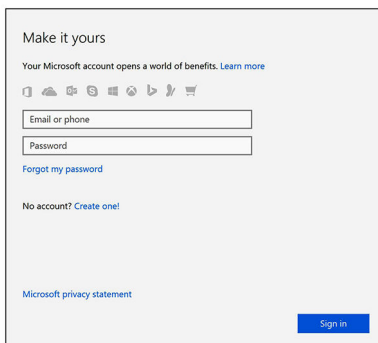 Make it yours
Your Microsoft account opens a world of benefits. Learn more
Email or phone
Password
Forgot my password
No account? Create one!
Microsoft privacy statement
Sign in